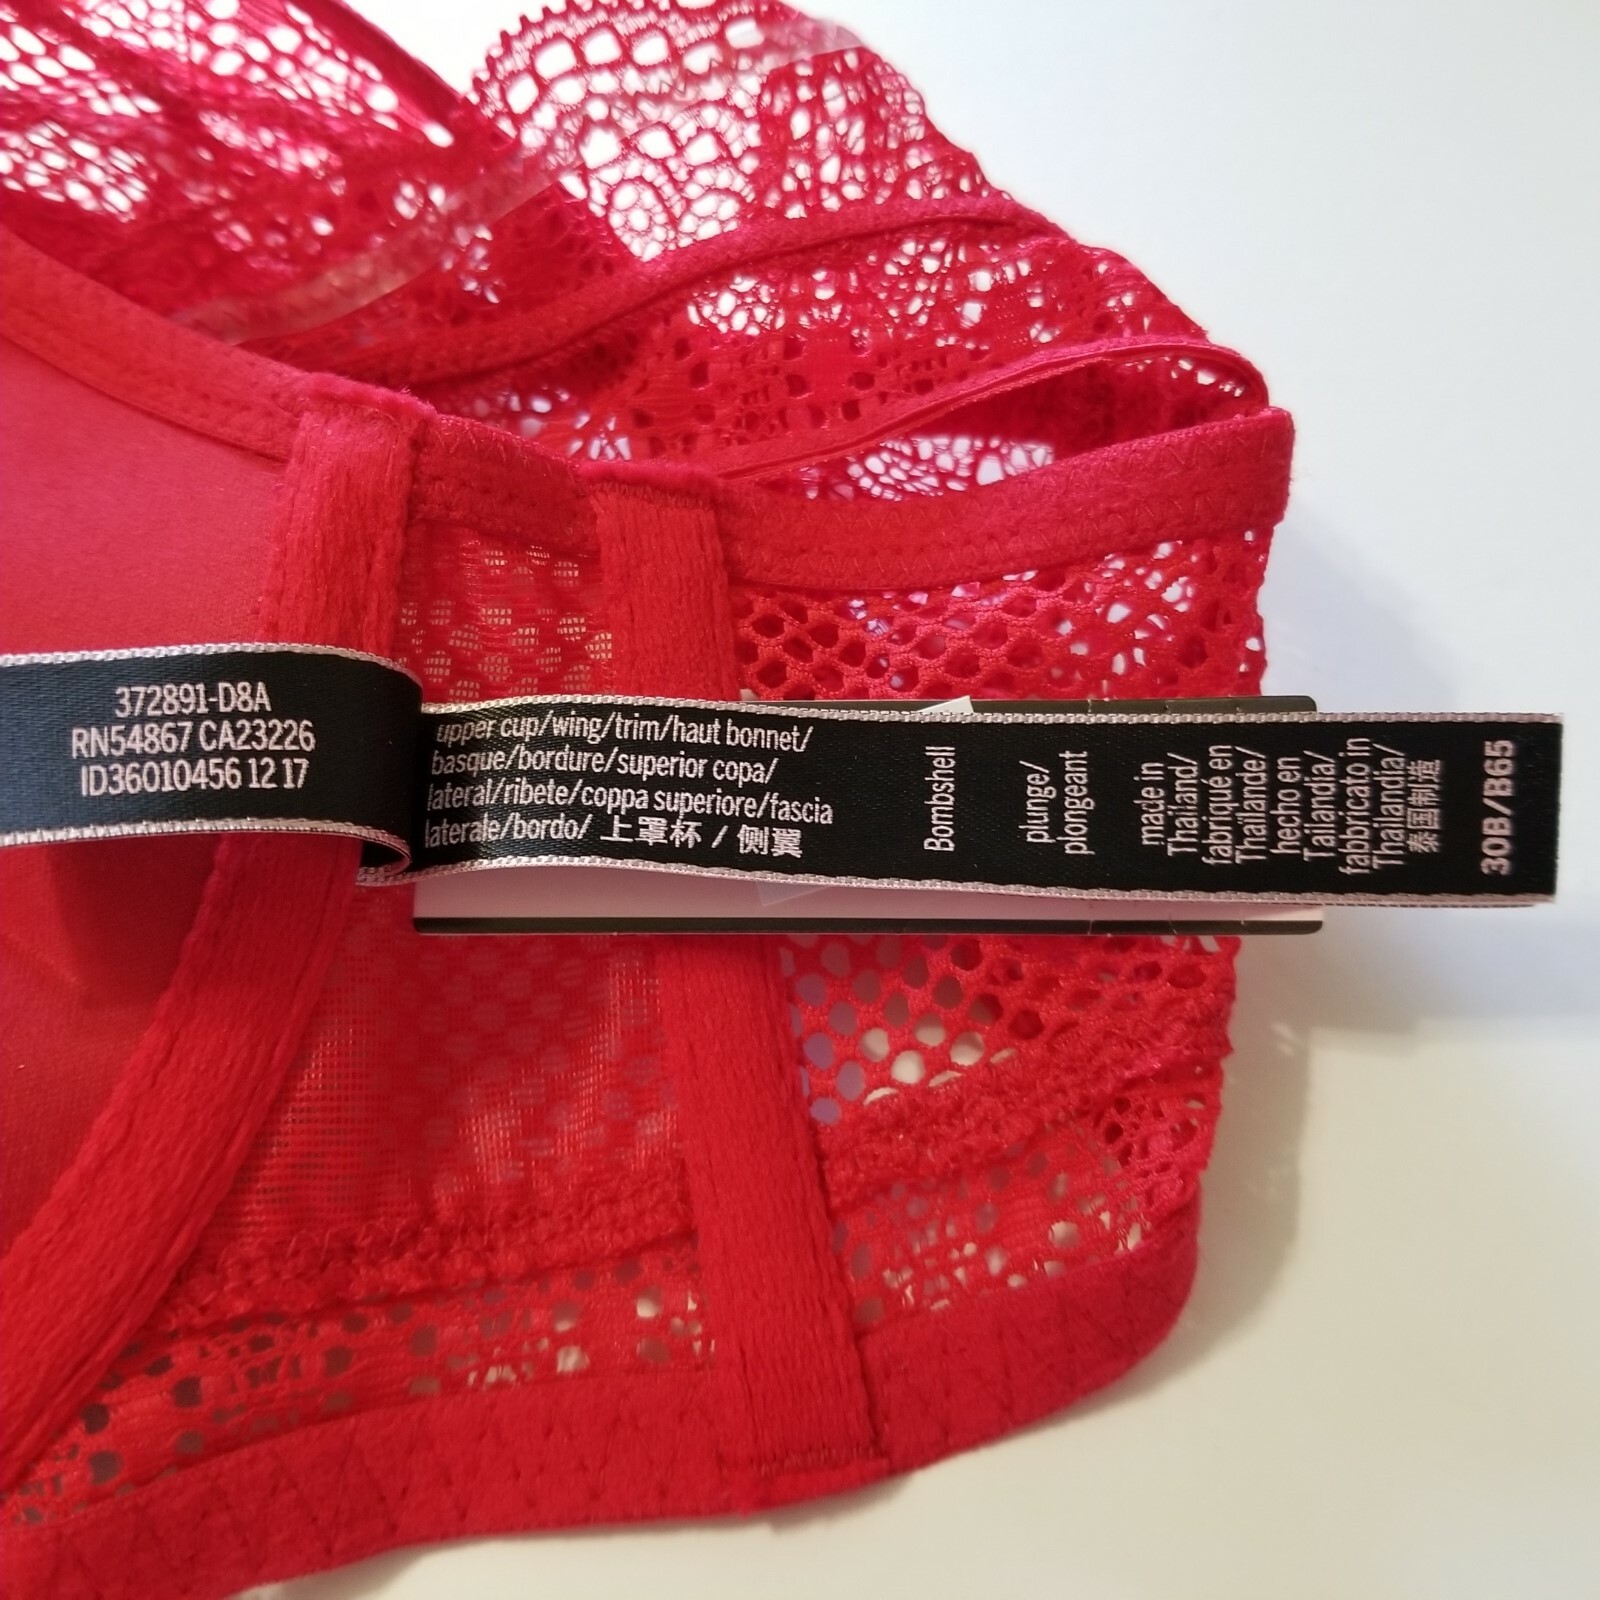 372891-D8A
RN54867 CA23226
ID36010456 12 17
upper cup/wing/trim/haut bonnet/
basque/bordure/superior copa/
lateral/ribete/coppa superiore/fascia
laterale/bordo/ 上罩杯 / 侧翼
Bombshell
plunge/
plongeant
made in
Thailand/
fabriqué en
Thaïlande/
hecho en
Tailandia/
fabbricato in
Thailandia/
泰国制造
30B/B65